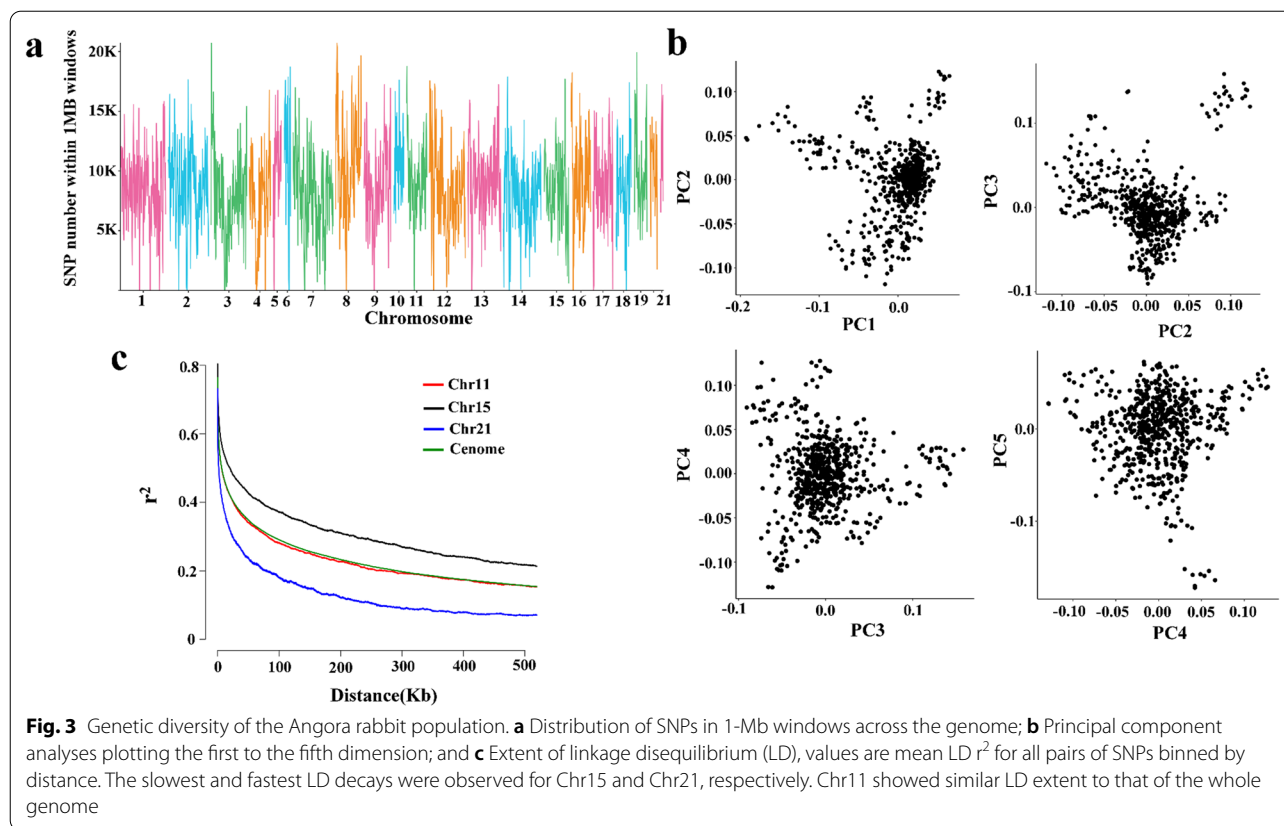 a
20K
15K
10K
5K
SNP number within 1MB windows
1 2 3 4 5 6 7 8 9 10 11 12 13 14 15 16 17 18 19 21
Chromosome
b
0.10
0.05
0.00
-0.05
-0.10
PC2
-0.2 -0.1 0.0
PC1
0.1
0.0
-0.1
PC3
-0.10 -0.05 0.00 0.05 0.10
PC2
0.10
0.05
0.00
-0.05
-0.10
PC4
-0.1 0.0 0.1
PC3
0.0
-0.1
PC5
-0.10 -0.05 0.00 0.05 0.10
PC4
c
0.8
0.6
0.4
0.2
0
r²
Chr11
Chr15
Chr21
Cenome
0 100 200 300 400 500
Distance(Kb)
Fig. 3 Genetic diversity of the Angora rabbit population. a Distribution of SNPs in 1-Mb windows across the genome; b Principal component
analyses plotting the first to the fifth dimension; and c Extent of linkage disequilibrium (LD), values are mean LD r² for all pairs of SNPs binned by
distance. The slowest and fastest LD decays were observed for Chr15 and Chr21, respectively. Chr11 showed similar LD extent to that of the whole
genome